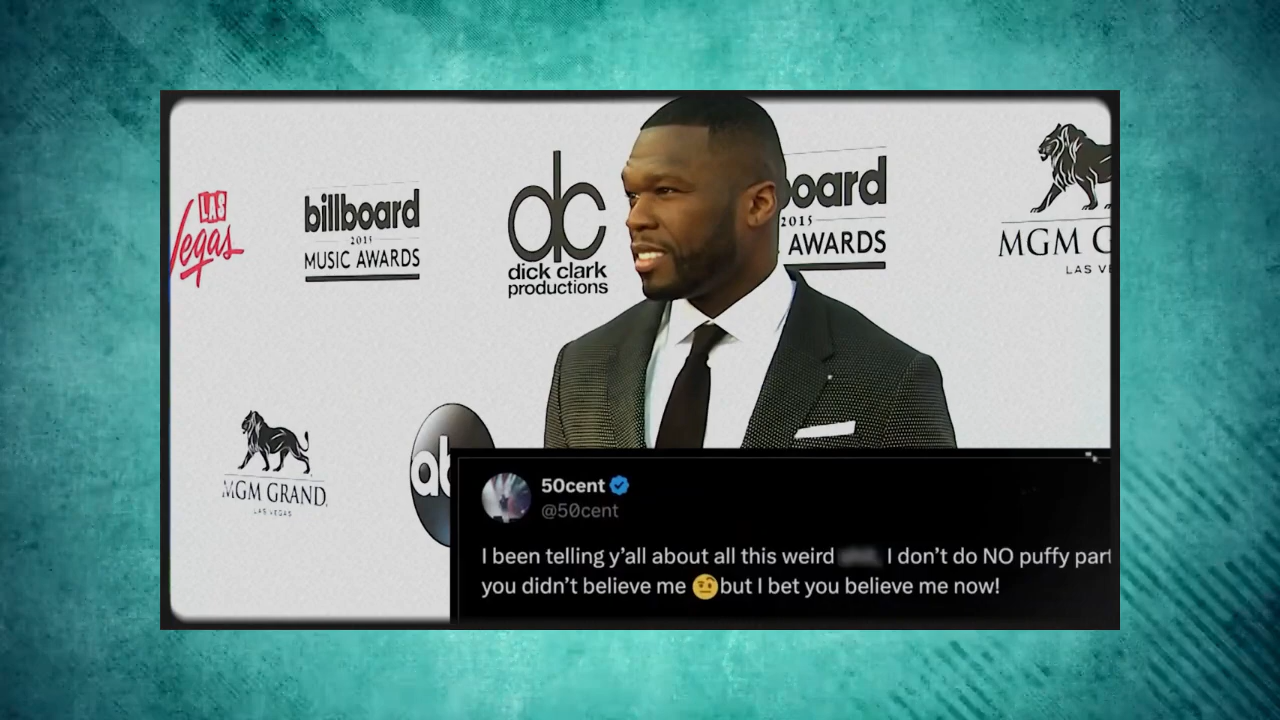 LAS
Vegas
billboard
2015
MUSIC AWARDS
dc
dick clark
productions
board
2015
AWARDS
MGM G
LAS VE
MGM GRAND
LAS VEGAS
ab
50cent
@50cent
I been telling y'all about all this weird I don't do NO puffy part
you didn't believe me 🤨but I bet you believe me now!